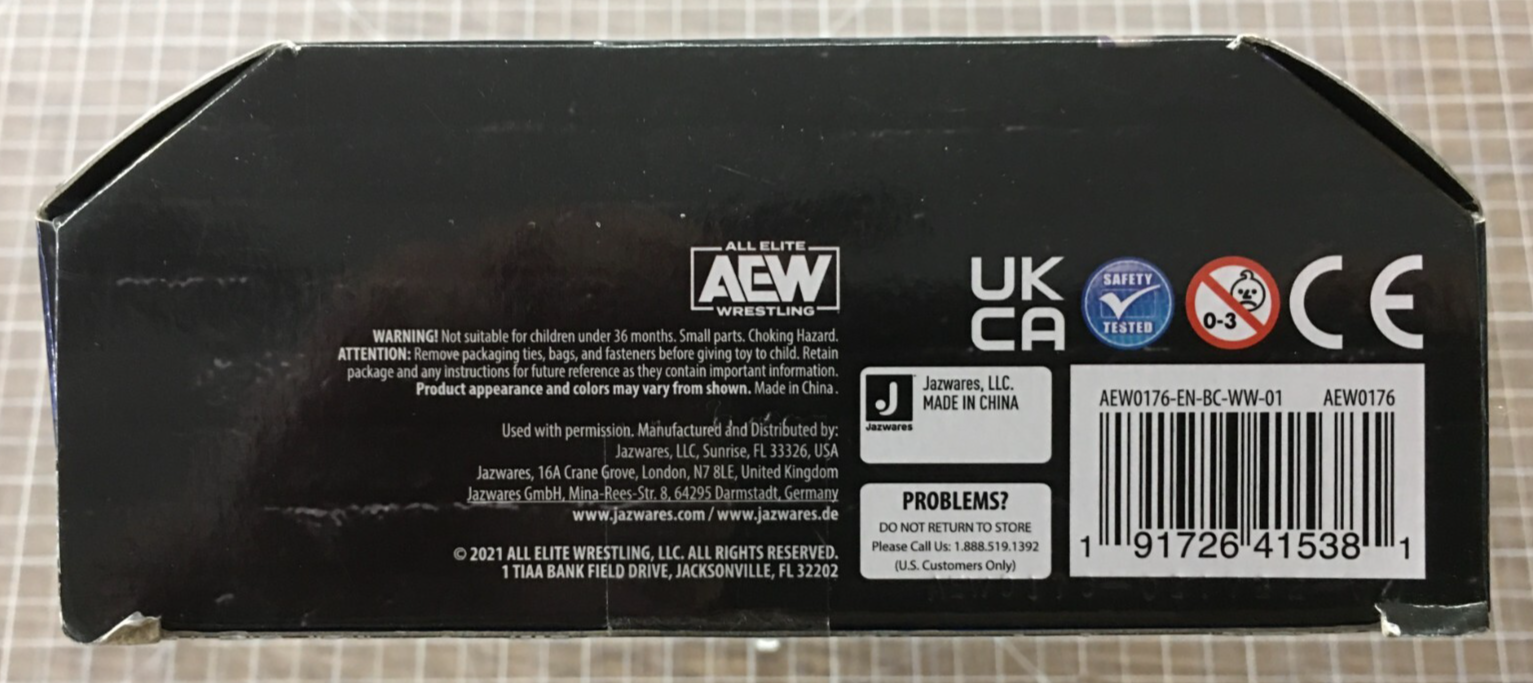 ALL ELITE
AEW
WRESTLING
WARNING! Not suitable for children under 36 months. Small parts. Choking Hazard.
ATTENTION: Remove packaging ties, bags, and fasteners before giving toy to child. Retain
package and any instructions for future reference as they contain important information.
Product appearance and colors may vary from shown. Made in China.
Used with permission. Manufactured and Distributed by:
Jazwares, LLC, Sunrise, FL 33326, USA
Jazwares, 16A Crane Grove, London, N7 8LE, United Kingdom
Jazwares GmbH, Mina-Rees-Str. 8, 64295 Darmstadt, Germany
www.jazwares.com / www.jazwares.de
© 2021 ALL ELITE WRESTLING, LLC. ALL RIGHTS RESERVED.
1 TIAA BANK FIELD DRIVE, JACKSONVILLE, FL 32202
UK
CA
SAFETY
TESTED
0-3
CE
J
Jazwares
Jazwares, LLC.
MADE IN CHINA
PROBLEMS?
DO NOT RETURN TO STORE
Please Call Us: 1.888.519.1392
(U.S. Customers Only)
AEW0176-EN-BC-WW-01 AEW0176
1 91726 41538 1